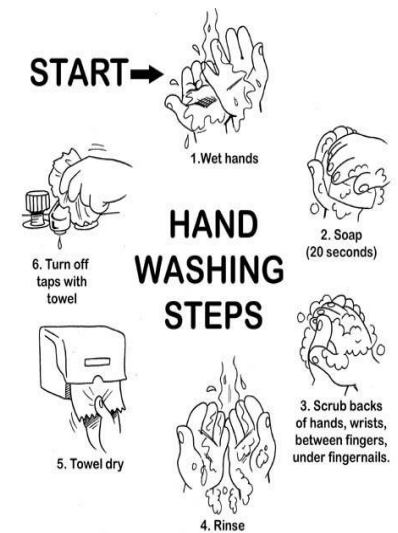 START
1.Wet hands
2. Soap
(20 seconds)
HAND
WASHING
STEPS
3. Scrub backs
of hands, wrists,
between fingers,
under fingernails.
4. Rinse
5. Towel dry
6. Turn off
taps with
towel